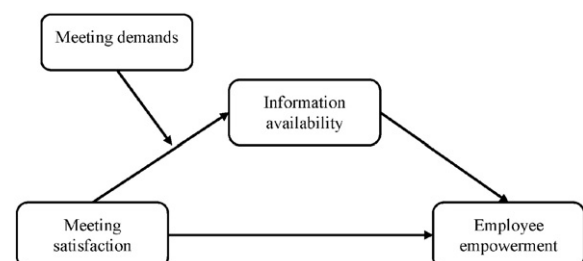 Meeting demands
Information
availability
Meeting
satisfaction
Employee
empowerment